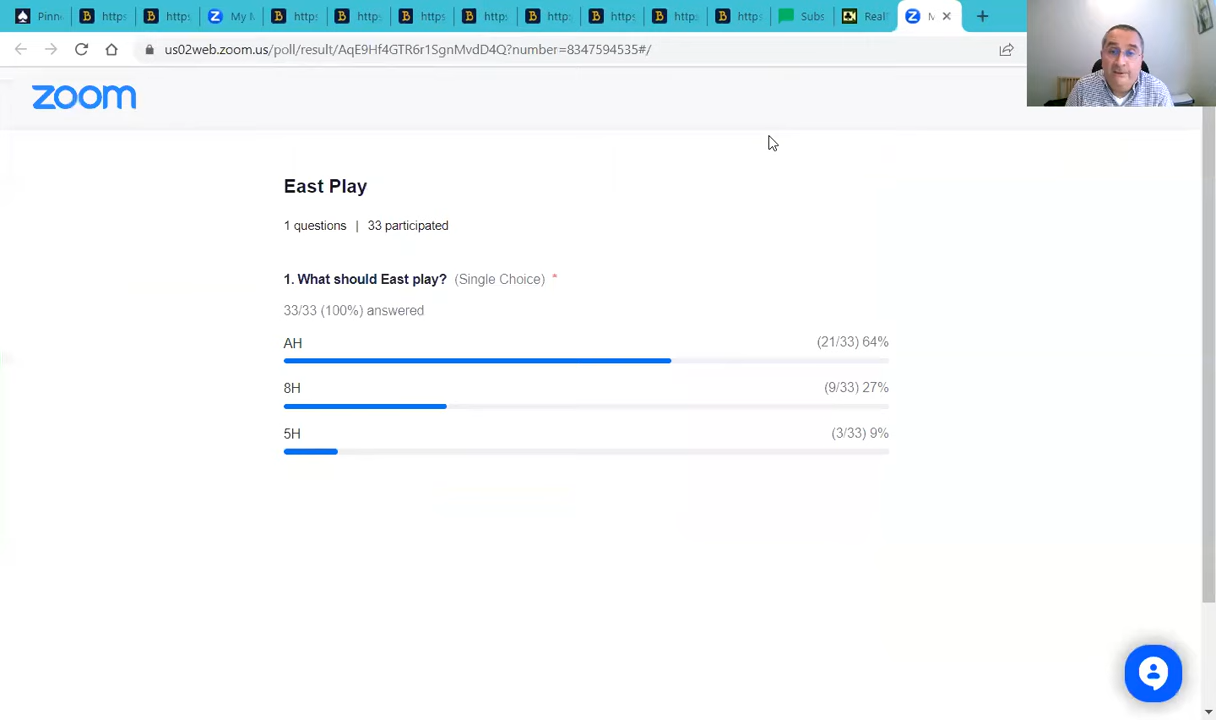 Pinn
https
https
My
https
https
https
https
https
https
https
https
Subs
Real
us02web.zoom.us/poll/result/AqE9Hf4GTR6r1SgnMvdD4Q?number=8347594535#/
zoom
East Play
1 questions | 33 participated
1. What should East play? (Single Choice) *
33/33 (100%) answered
AH (21/33) 64%
8H (9/33) 27%
5H (3/33) 9%